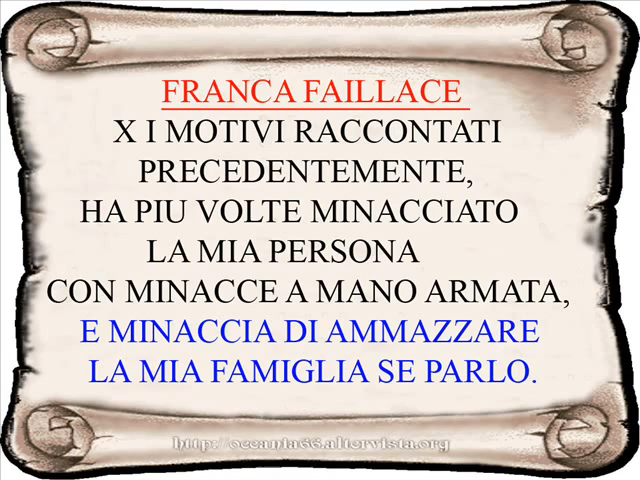 FRANCA FAILLACE
X I MOTIVI RACCONTATI
PRECEDENTEMENTE,
HA PIU VOLTE MINACCIATO
LA MIA PERSONA
CON MINACCE A MANO ARMATA,
E MINACCIA DI AMMAZZARE
LA MIA FAMIGLIA SE PARLO.
http://oceania66.altervista.org